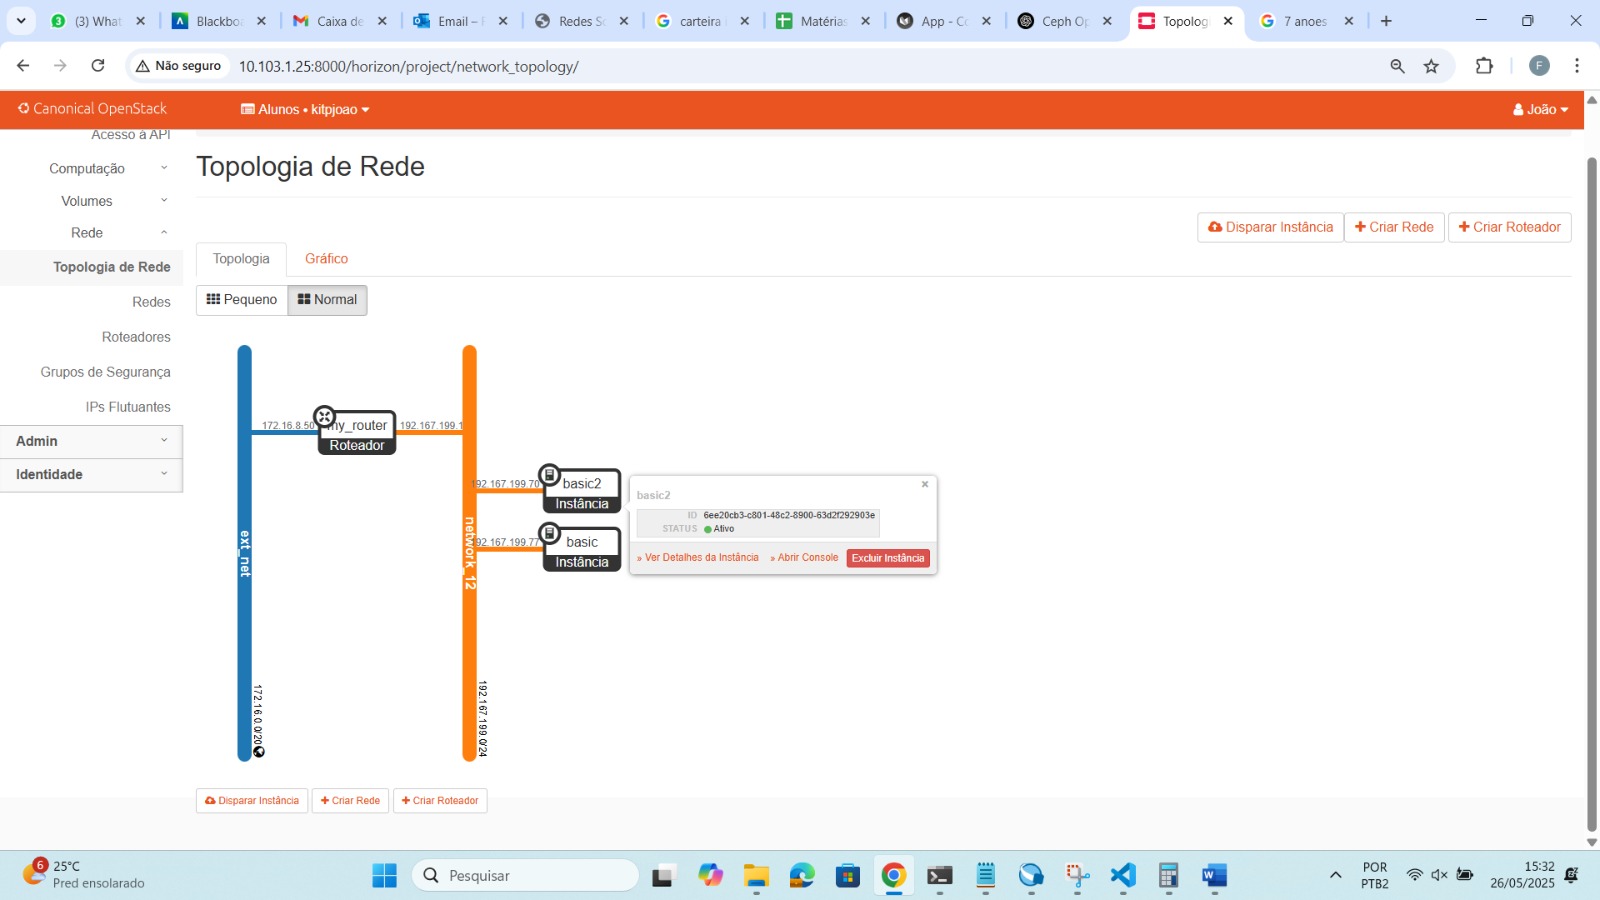 (3) What
Blackboa
Caixa de
Email –
Redes So
carteira
Matérias
App - Co
Ceph Op
Topolog
7 anoes
Não seguro
10.103.1.25:8000/horizon/project/network_topology/
F
Canonical OpenStack
Alunos • kitpjoao
João
Acesso à API
Computação
Volumes
Rede
Topologia de Rede
Redes
Roteadores
Grupos de Segurança
IPs Flutuantes
Admin
Identidade
Topologia de Rede
Disparar Instância
Criar Rede
Criar Roteador
Topologia
Gráfico
Pequeno
Normal
ext_net
172.16.0.0/20
172.16.8.50
my_router
Roteador
192.167.199.1
network_12
192.167.199.0/24
192.167.199.70
basic2
Instância
192.167.199.77
basic
Instância
basic2
ID 6ee20cb3-c801-48c2-8900-63d2f292903e
STATUS Ativo
» Ver Detalhes da Instância » Abrir Console Excluir Instância
Disparar Instância
Criar Rede
Criar Roteador
6
25°C
Pred ensolarado
Pesquisar
POR
PTB2
15:32
26/05/2025